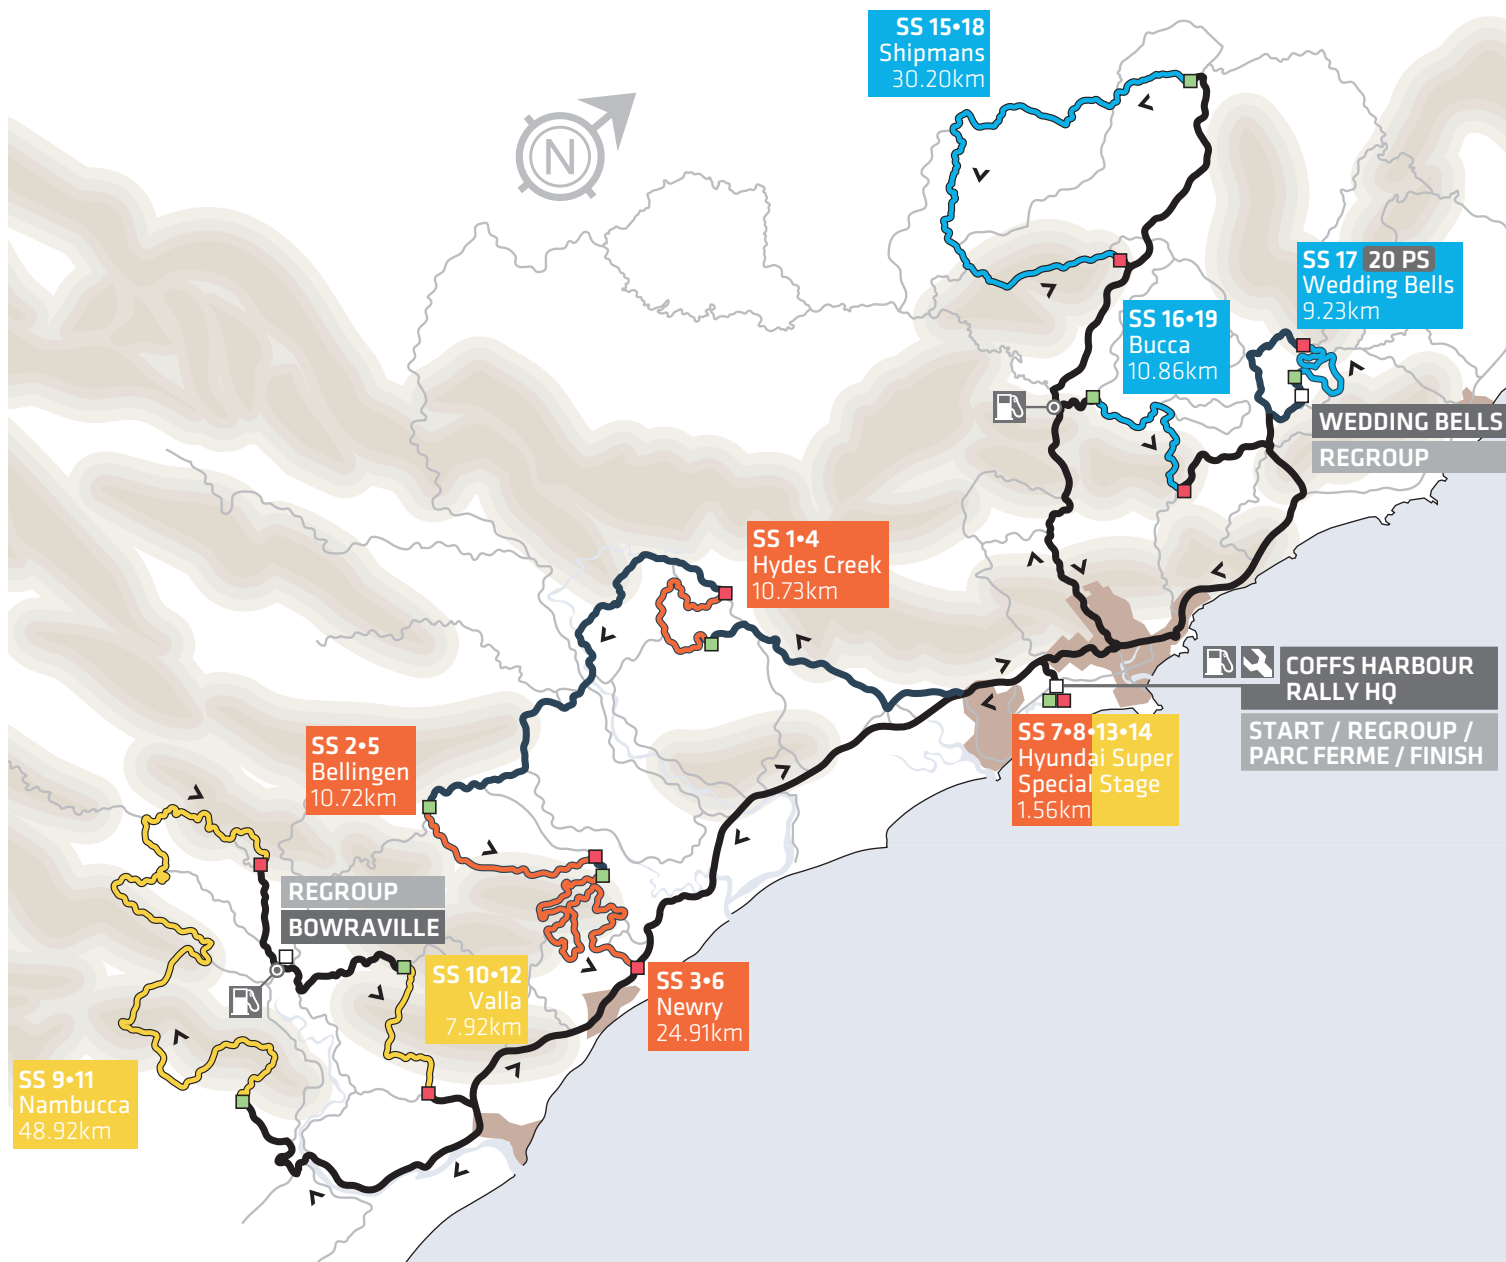 SS 15•18
Shipmans
30.20km
N
SS 17 20 PS
Wedding Bells
9.23km
SS 16•19
Bucca
10.86km
WEDDING BELLS
REGROUP
SS 1•4
Hydes Creek
10.73km
COFFS HARBOUR
RALLY HQ
START / REGROUP /
PARC FERME / FINISH
SS 7•8•13•14
Hyundai Super
Special Stage
1.56km
SS 2•5
Bellingen
10.72km
REGROUP
BOWRAVILLE
SS 10•12
Valla
7.92km
SS 3•6
Newry
24.91km
SS 9•11
Nambucca
48.92km